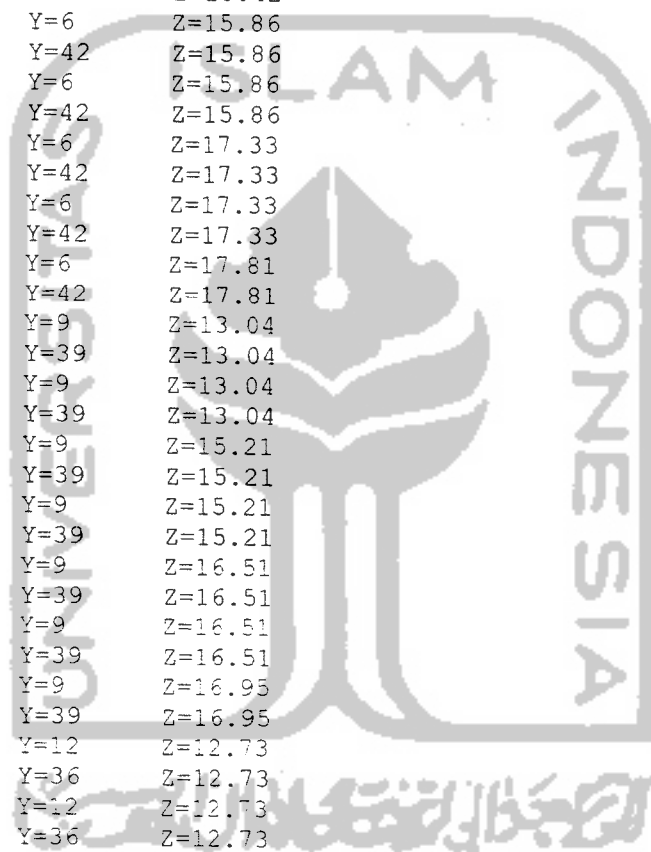 Y=6 Z=15.86
Y=42 Z=15.86
Y=6 Z=15.86
Y=42 Z=15.86
Y=6 Z=17.33
Y=42 Z=17.33
Y=6 Z=17.33
Y=42 Z=17.33
Y=6 Z=17.81
Y=42 Z=17.81
Y=9 Z=13.04
Y=39 Z=13.04
Y=9 Z=13.04
Y=39 Z=13.04
Y=9 Z=15.21
Y=39 Z=15.21
Y=9 Z=15.21
Y=39 Z=15.21
Y=9 Z=16.51
Y=39 Z=16.51
Y=9 Z=16.51
Y=39 Z=16.51
Y=9 Z=16.95
Y=39 Z=16.95
Y=12 Z=12.73
Y=36 Z=12.73
Y=12 Z=12.73
Y=36 Z=12.73
UNIVERSITAS ISLAM INDONESIA